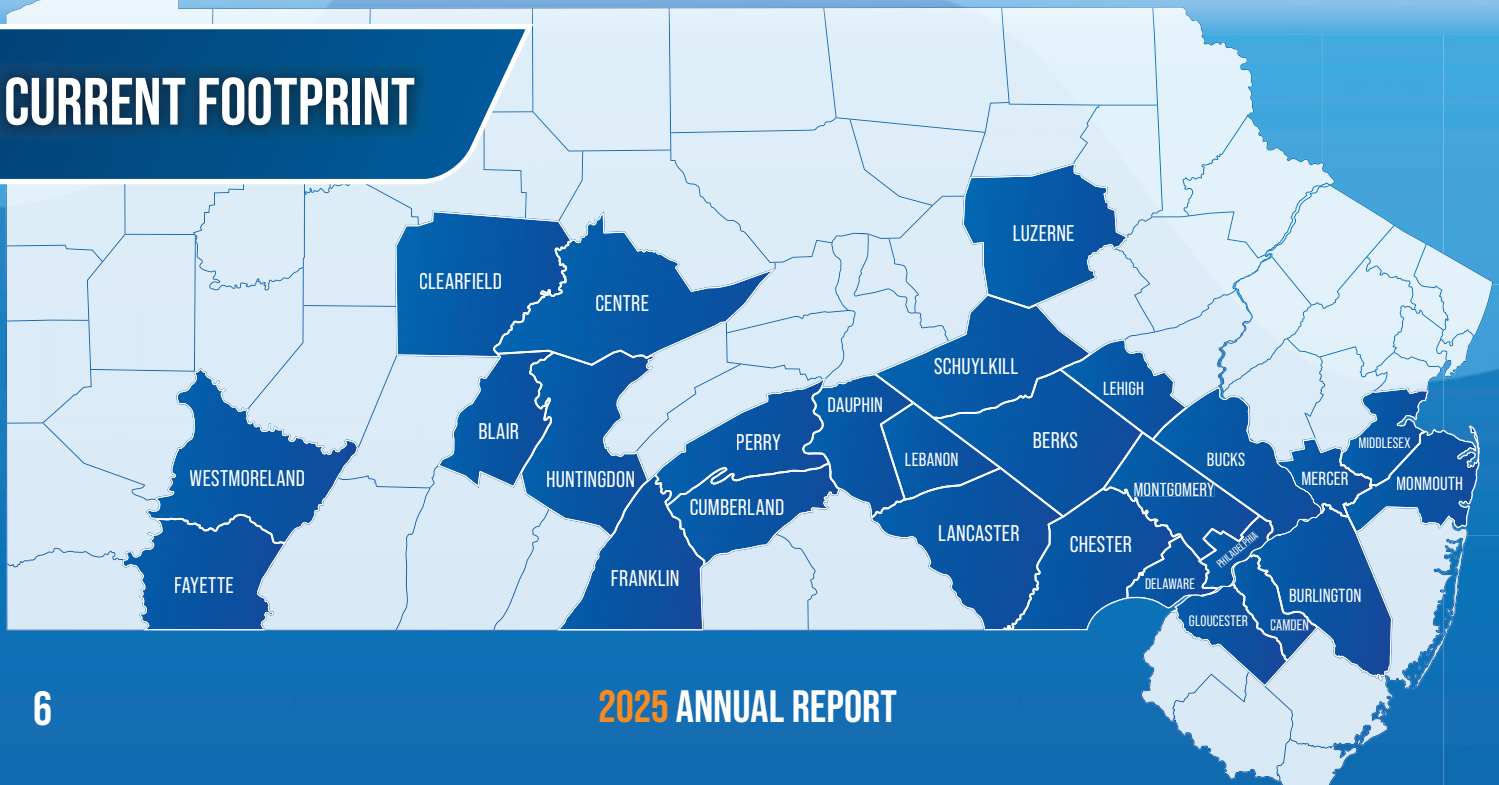 CURRENT FOOTPRINT
LUZERNE
CLEARFIELD
CENTRE
SCHUYLKILL
LEHIGH
DAUPHIN
BLAIR
PERRY
BERKS
MIDDLESEX
LEBANON
BUCKS
WESTMORELAND
HUNTINGDON
MERCER
MONMOUTH
MONTGOMERY
CUMBERLAND
LANCASTER
CHESTER
PHILADELPHIA
FRANKLIN
FAYETTE
DELAWARE
BURLINGTON
GLOUCESTER
CAMDEN
6
2025 ANNUAL REPORT